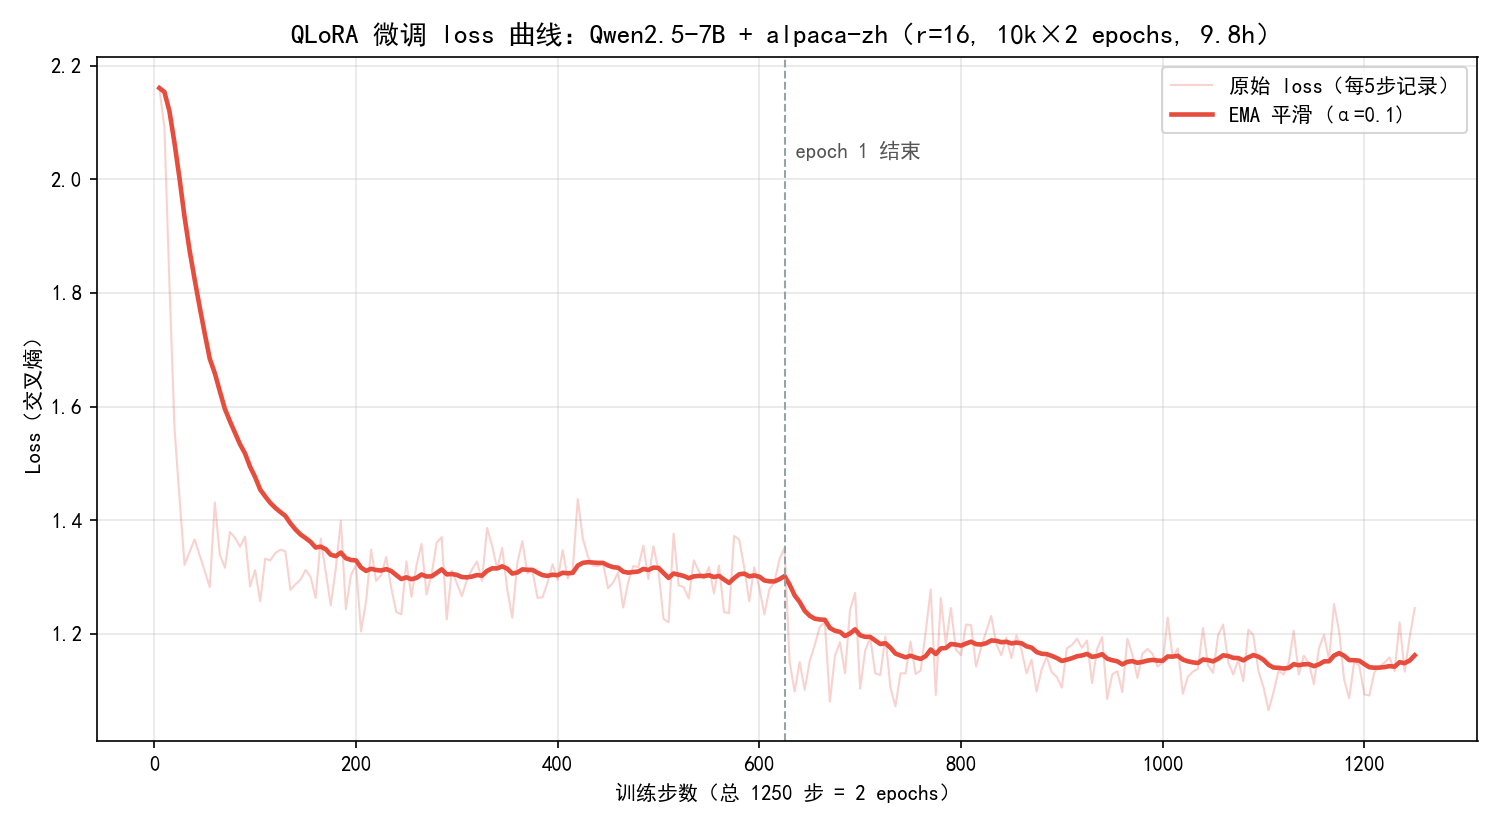 QLoRA 微调 loss 曲线：Qwen2.5-7B + alpaca-zh（r=16, 10k×2 epochs, 9.8h）
原始 loss（每5步记录）
EMA 平滑（α=0.1）
epoch 1 结束
Loss（交叉熵）
2.2
2.0
1.8
1.6
1.4
1.2
0
200
400
600
800
1000
1200
训练步数（总 1250 步 = 2 epochs）